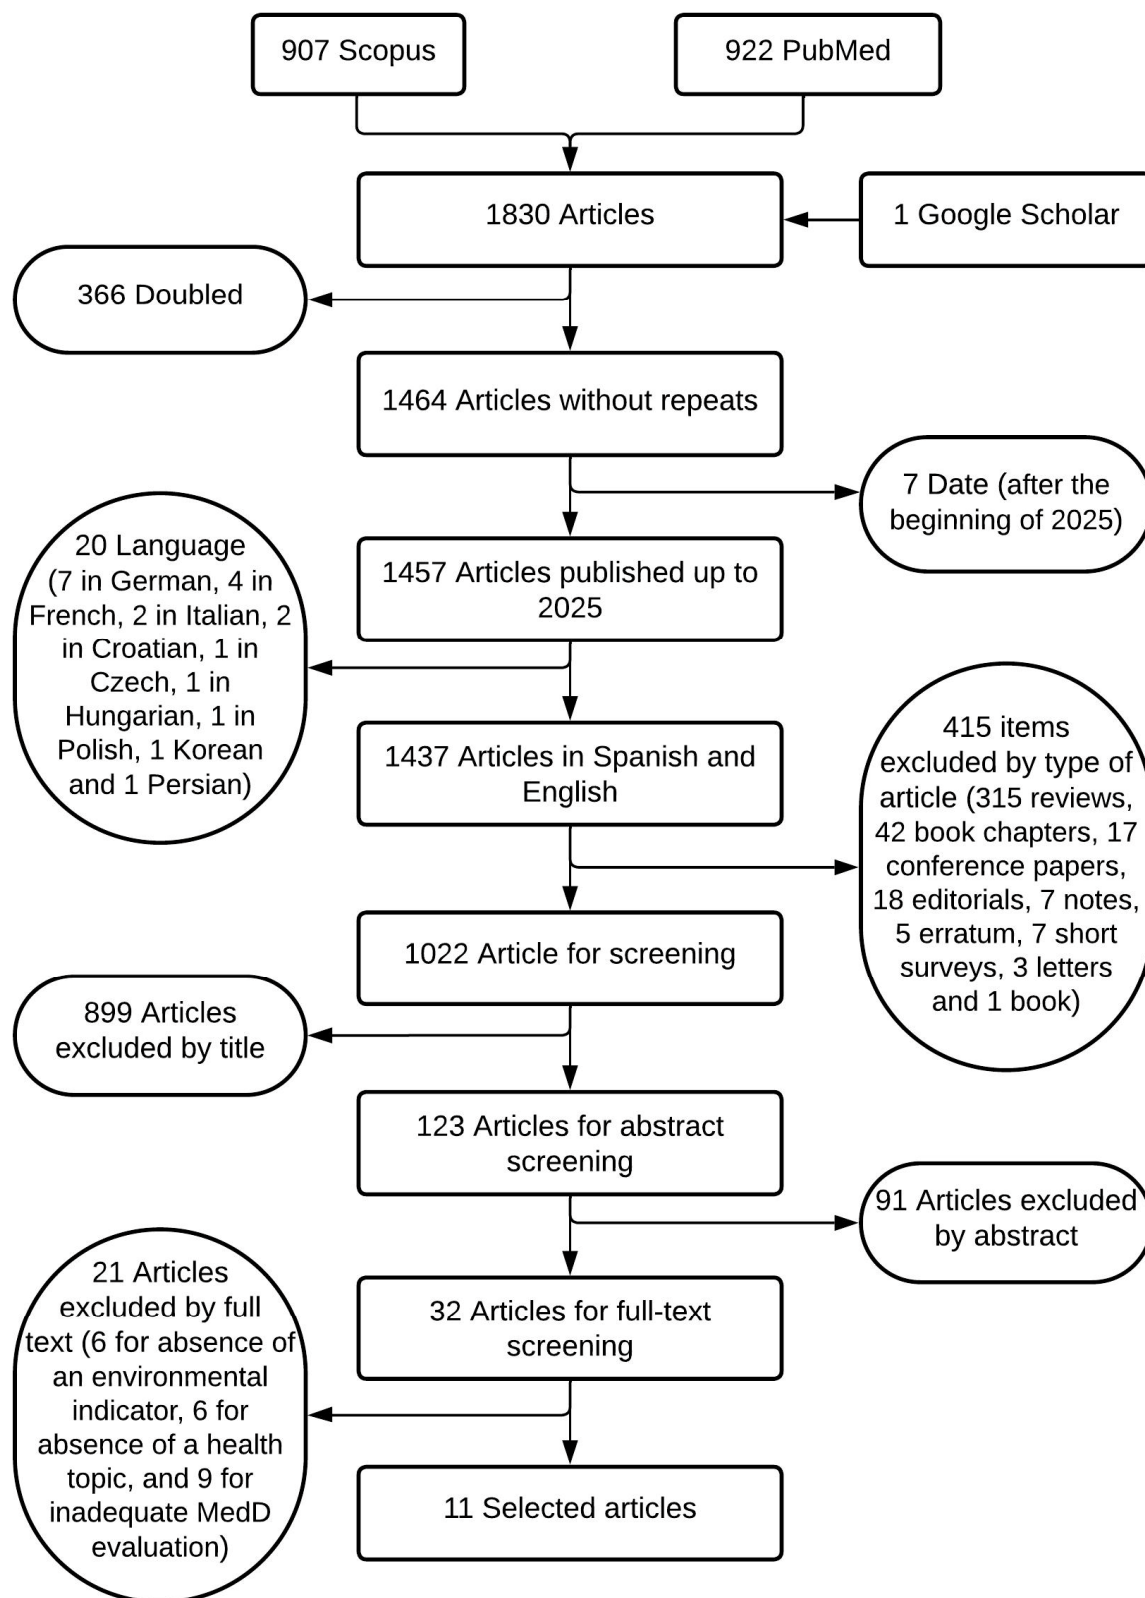 907 Scopus
922 PubMed
1830 Articles
1 Google Scholar
366 Doubled
1464 Articles without repeats
7 Date (after the
beginning of 2025)
1457 Articles published up to
2025
20 Language
(7 in German, 4 in
French, 2 in Italian, 2
in Croatian, 1 in
Czech, 1 in
Hungarian, 1 in
Polish, 1 Korean
and 1 Persian)
1437 Articles in Spanish and
English
415 items
excluded by type of
article (315 reviews,
42 book chapters, 17
conference papers,
18 editorials, 7 notes,
5 erratum, 7 short
surveys, 3 letters
and 1 book)
1022 Article for screening
899 Articles
excluded by title
123 Articles for abstract
screening
91 Articles excluded
by abstract
32 Articles for full-text
screening
21 Articles
excluded by full
text (6 for absence of
an environmental
indicator, 6 for
absence of a health
topic, and 9 for
inadequate MedD
evaluation)
11 Selected articles